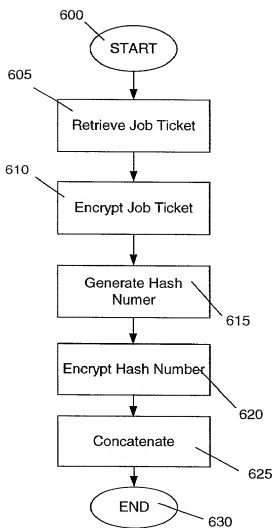 600
START
605
Retrieve Job Ticket
610
Encrypt Job Ticket
Generate Hash
Numer
615
Encrypt Hash Number
620
Concatenate
625
END
630